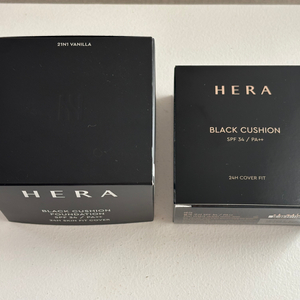 21N1 VANILLA
HERA
BLACK CUSHION
FOUNDATION
SPF 34 / PA++
HERA
BLACK CUSHION
SPF 34 / PA++
24H COVER FIT